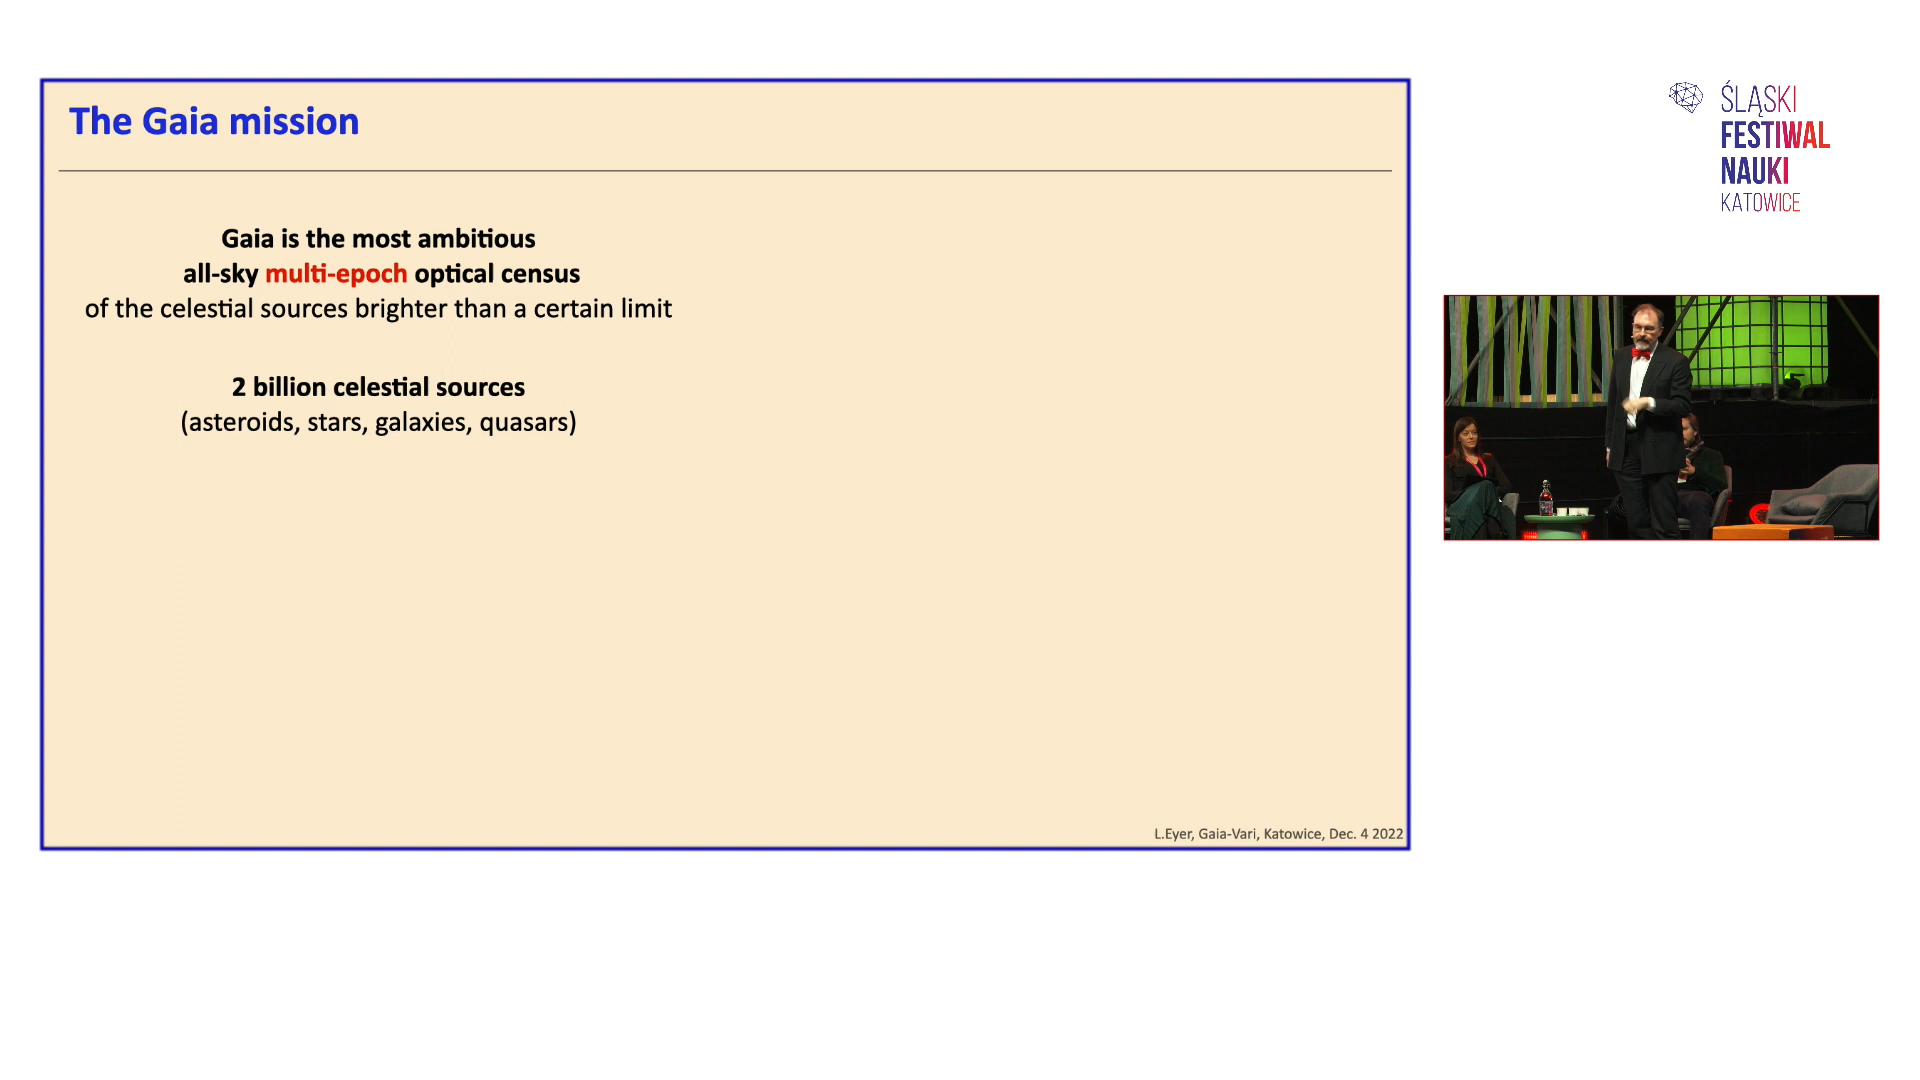 The Gaia mission
Gaia is the most ambitious
all-sky multi-epoch optical census
of the celestial sources brighter than a certain limit
2 billion celestial sources
(asteroids, stars, galaxies, quasars)
L.Eyer, Gaia-Vari, Katowice, Dec. 4 2022
ŚLĄSKI
FESTIWAL
NAUKI
KATOWICE